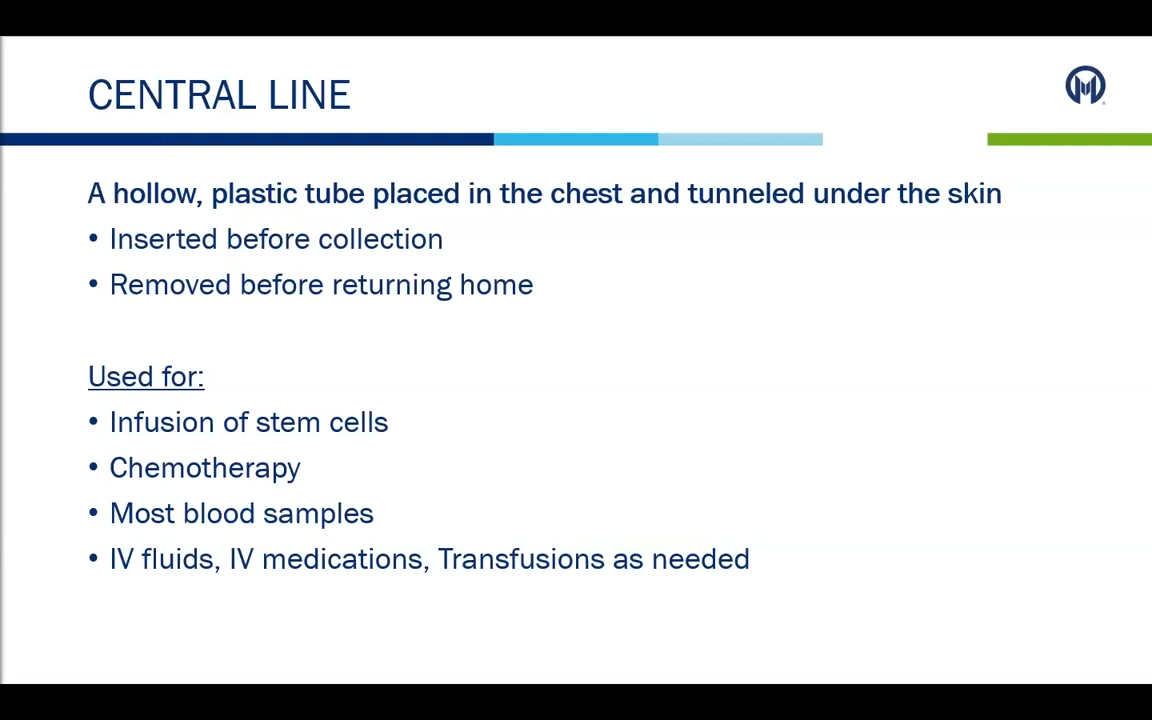 CENTRAL LINE
A hollow, plastic tube placed in the chest and tunneled under the skin
• Inserted before collection
• Removed before returning home
Used for:
• Infusion of stem cells
• Chemotherapy
• Most blood samples
• IV fluids, IV medications, Transfusions as needed